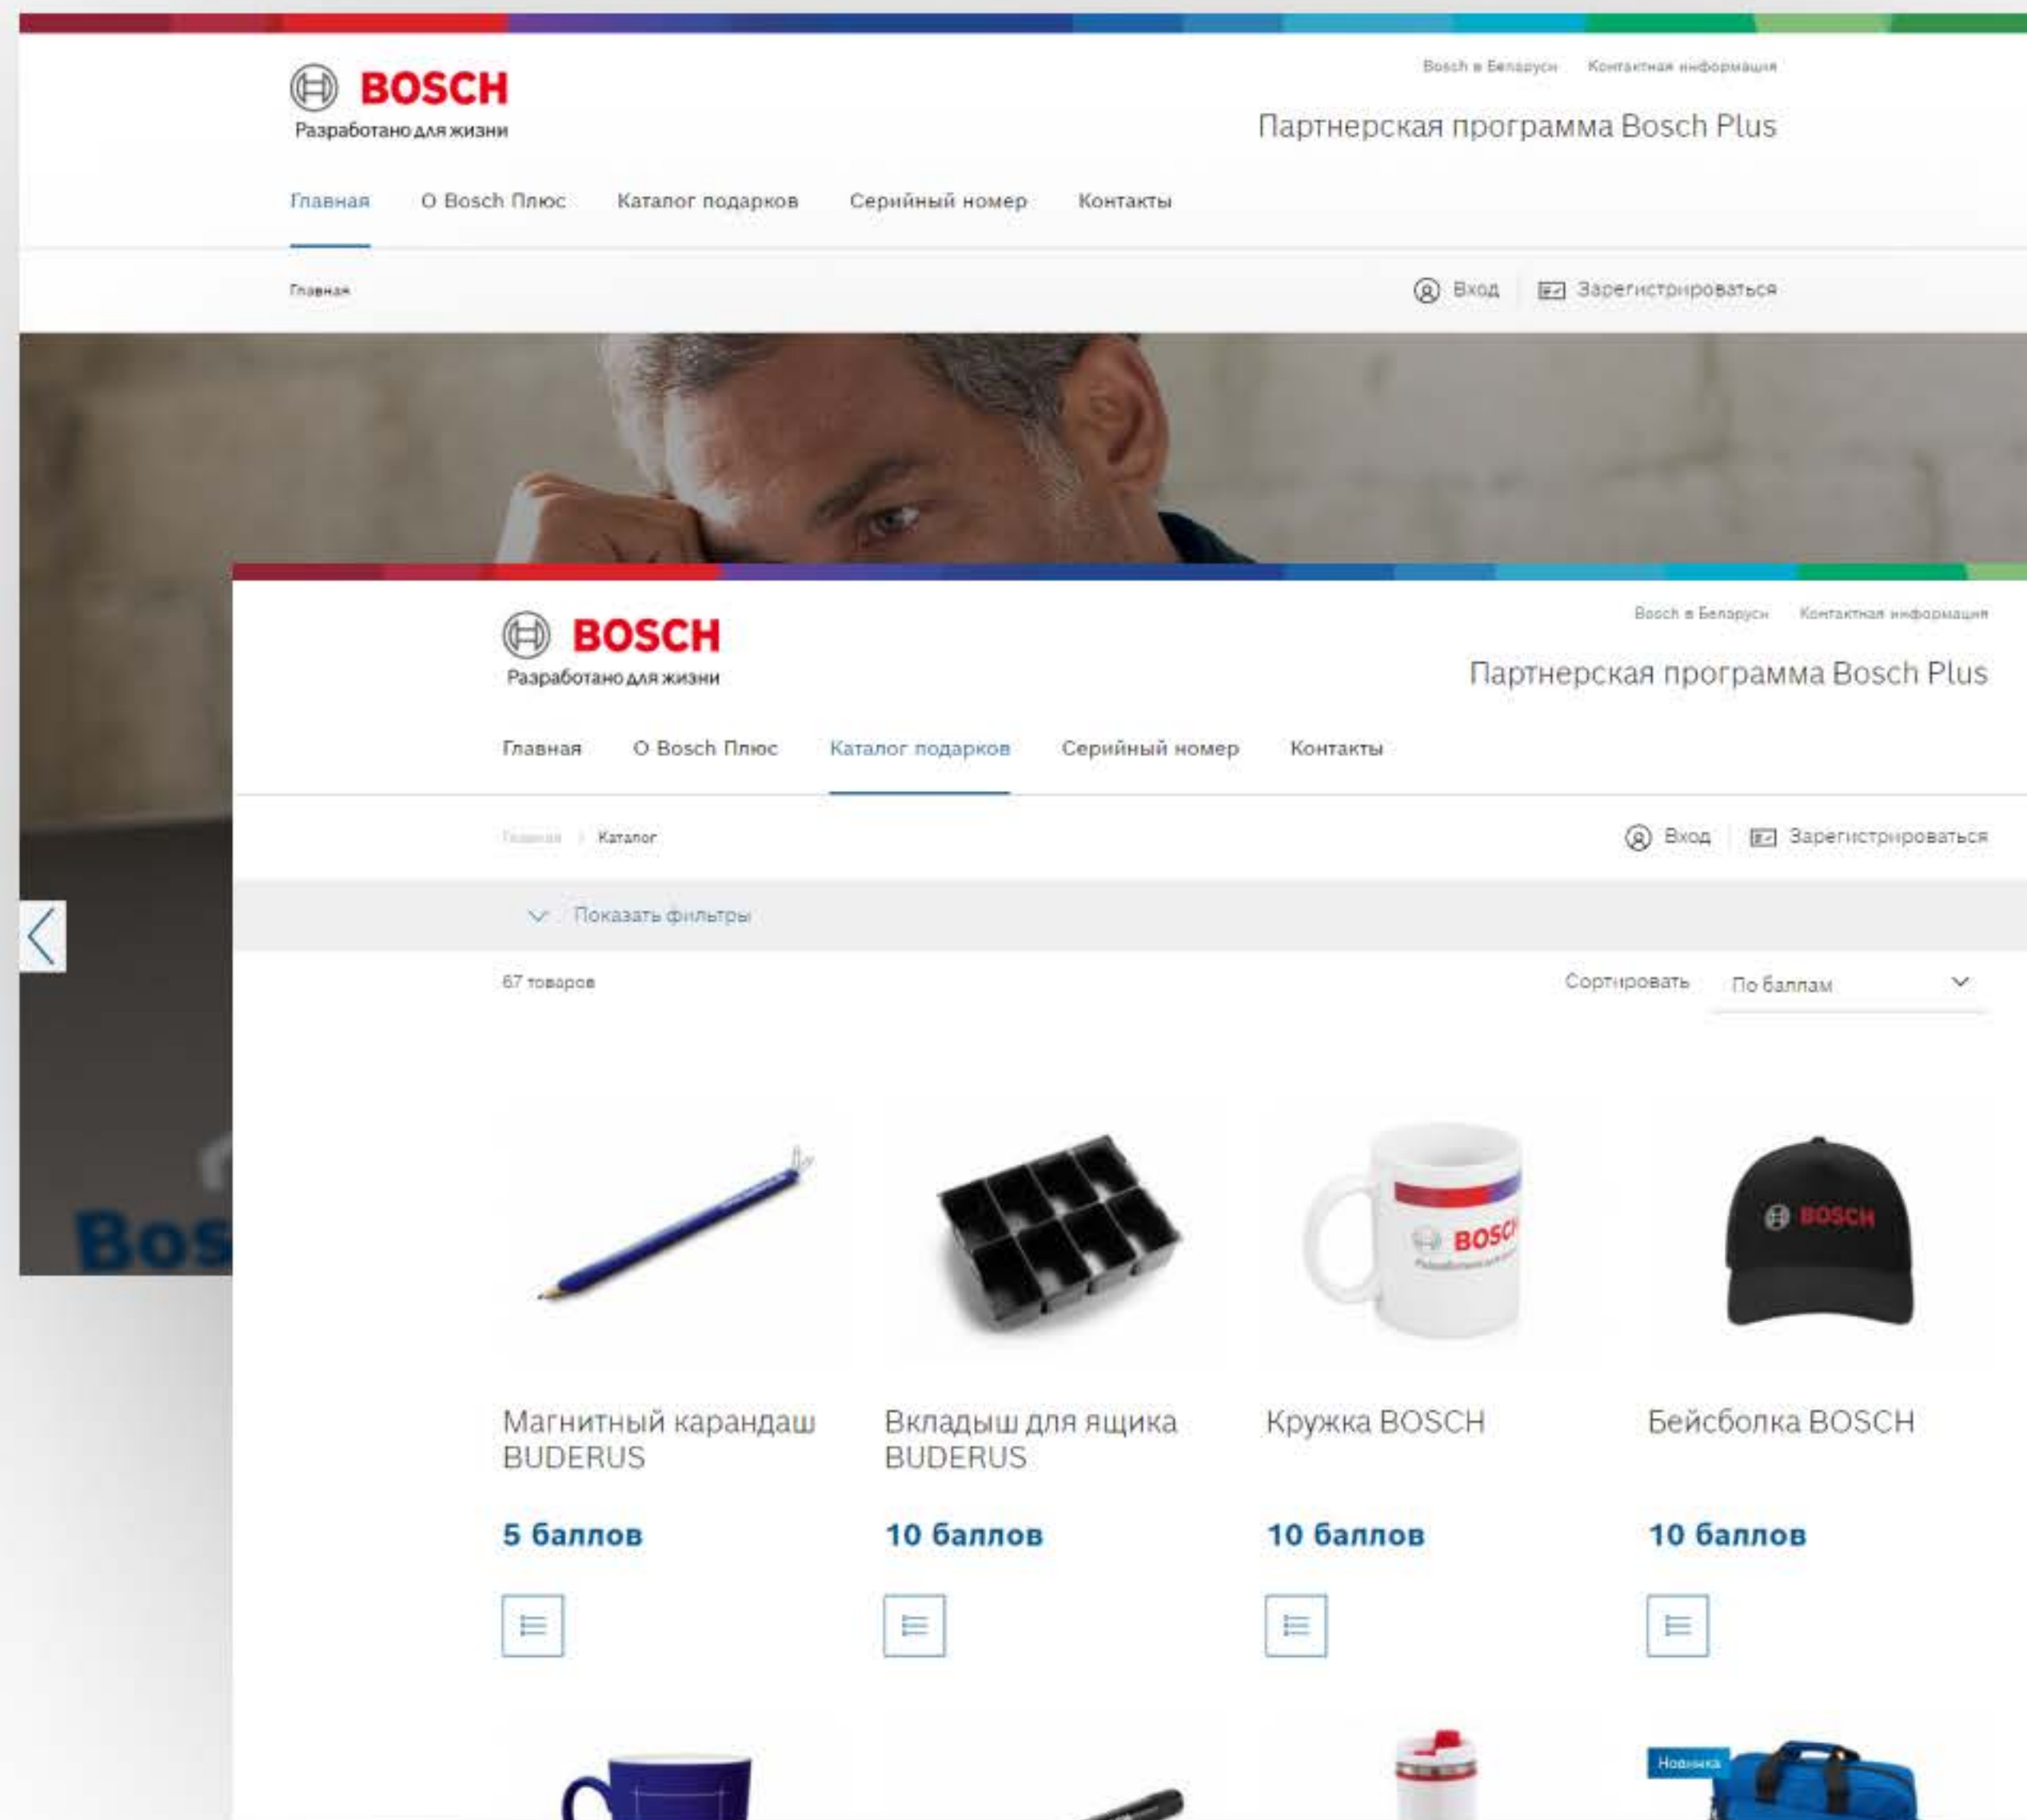 BOSCH
Разработано для жизни
Bosch в Беларуси Контактная информация
Партнерская программа Bosch Plus
Главная О Bosch Плюс Каталог подарков Серийный номер Контакты
Главная
Вход Зарегистрироваться
BOSCH
Разработано для жизни
Bosch в Беларуси Контактная информация
Партнерская программа Bosch Plus
Главная О Bosch Плюс Каталог подарков Серийный номер Контакты
Главная Каталог
Вход Зарегистрироваться
Показать фильтры
67 товаров
Сортировать По баллам
BOSCH
BOSCH
Bos
Магнитный карандаш
BUDERUS
Вкладыш для ящика
BUDERUS
Кружка BOSCH
Бейсболка BOSCH
5 баллов
10 баллов
10 баллов
10 баллов
Новинка